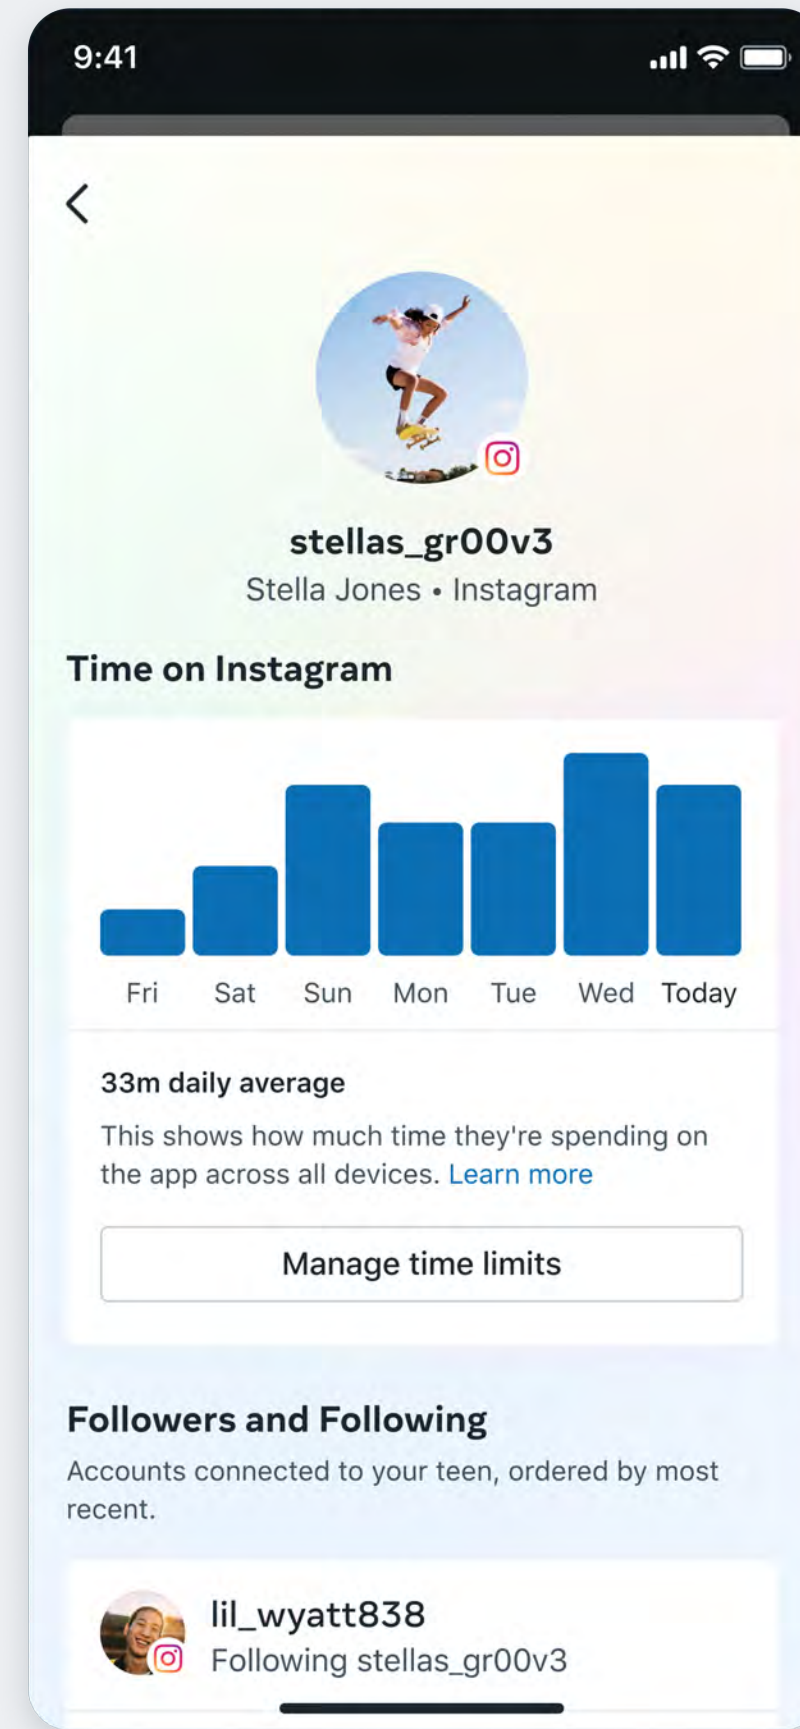 9:41
stellas_gr00v3
Stella Jones • Instagram
Time on Instagram
Fri Sat Sun Mon Tue Wed Today
33m daily average
This shows how much time they're spending on
the app across all devices. Learn more
Manage time limits
Followers and Following
Accounts connected to your teen, ordered by most
recent.
lil_wyatt838
Following stellas_gr00v3